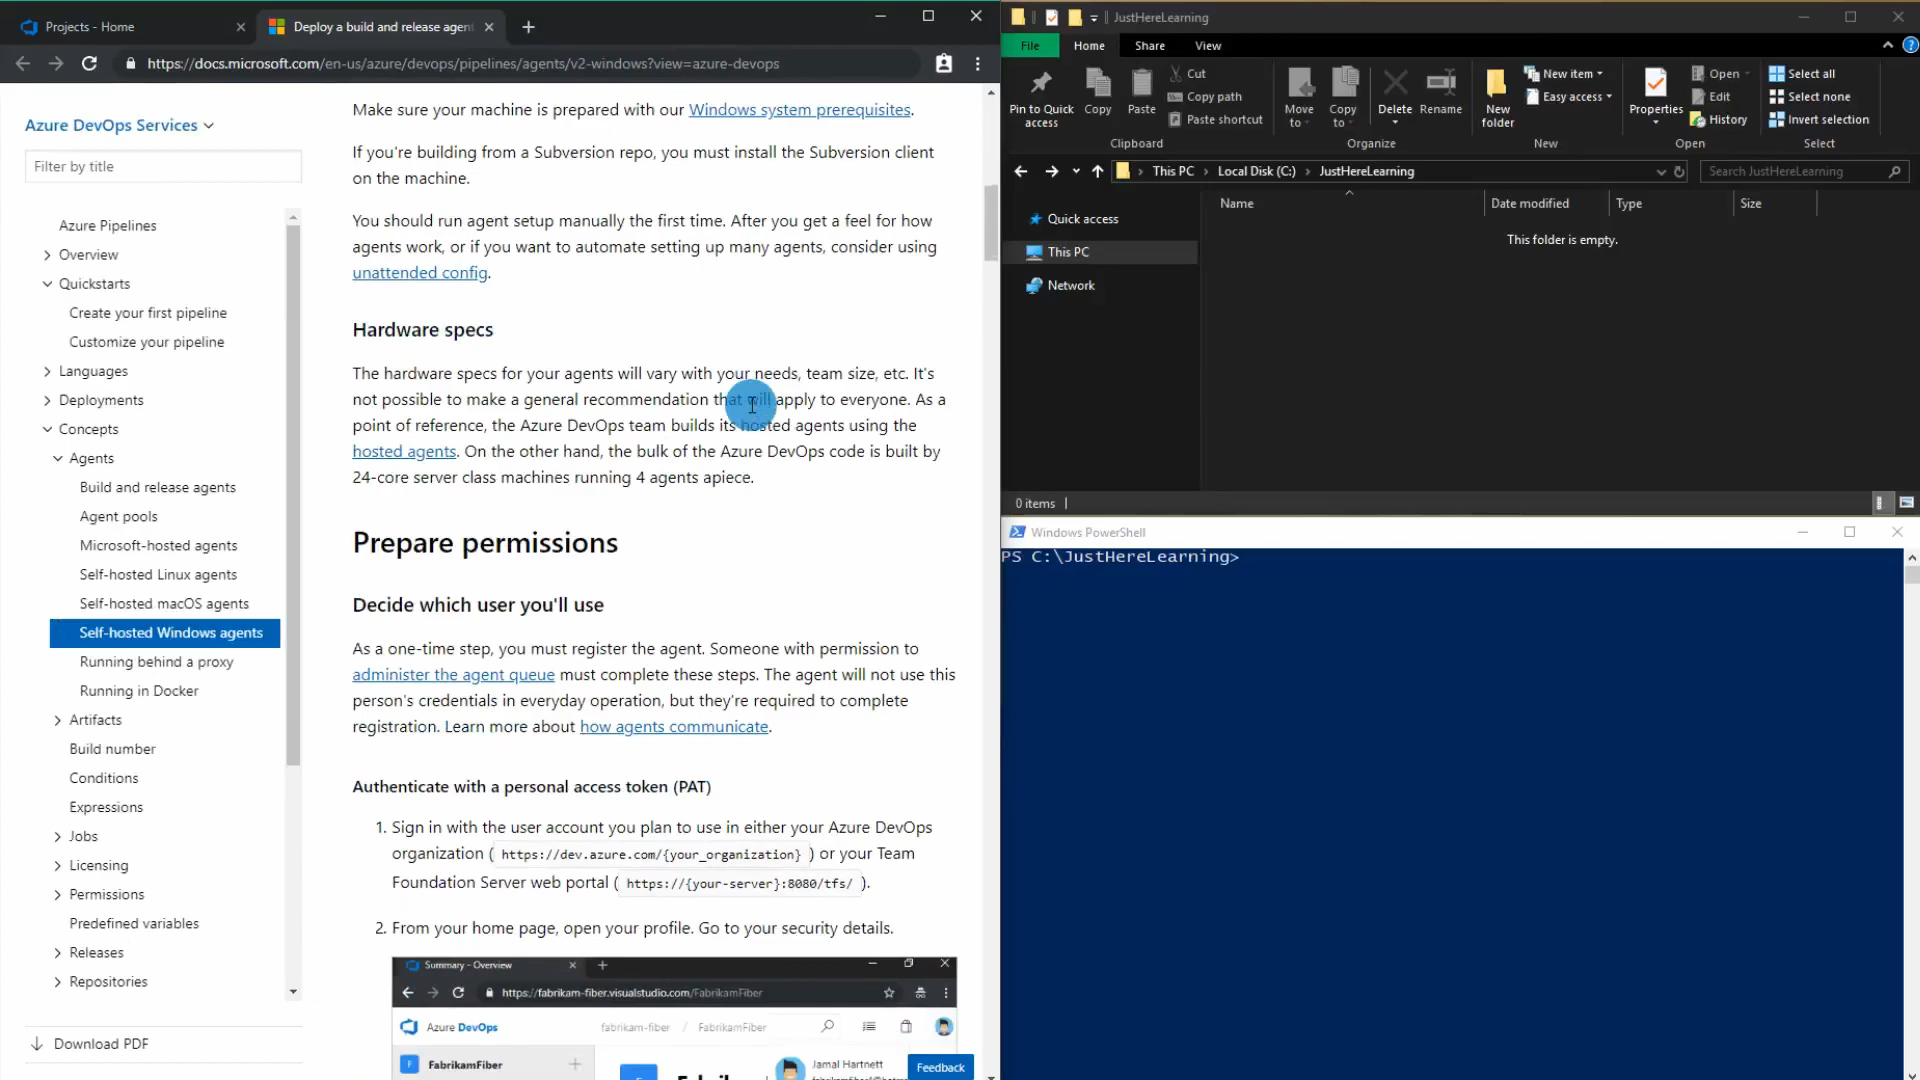 Projects - Home
Deploy a build and release agent
https://docs.microsoft.com/en-us/azure/devops/pipelines/agents/v2-windows?view=azure-devops
Azure DevOps Services
Filter by title
Azure Pipelines
Overview
Quickstarts
Create your first pipeline
Customize your pipeline
Languages
Deployments
Concepts
Agents
Build and release agents
Agent pools
Microsoft-hosted agents
Self-hosted Linux agents
Self-hosted macOS agents
Self-hosted Windows agents
Running behind a proxy
Running in Docker
Artifacts
Build number
Conditions
Expressions
Jobs
Licensing
Permissions
Predefined variables
Releases
Repositories
Download PDF
Make sure your machine is prepared with our Windows system prerequisites.
If you're building from a Subversion repo, you must install the Subversion client
on the machine.
You should run agent setup manually the first time. After you get a feel for how
agents work, or if you want to automate setting up many agents, consider using
unattended config.
Hardware specs
The hardware specs for your agents will vary with your needs, team size, etc. It's
not possible to make a general recommendation that will apply to everyone. As a
point of reference, the Azure DevOps team builds its hosted agents using the
hosted agents. On the other hand, the bulk of the Azure DevOps code is built by
24-core server class machines running 4 agents apiece.
Prepare permissions
Decide which user you'll use
As a one-time step, you must register the agent. Someone with permission to
administer the agent queue must complete these steps. The agent will not use this
person's credentials in everyday operation, but they're required to complete
registration. Learn more about how agents communicate.
Authenticate with a personal access token (PAT)
1. Sign in with the user account you plan to use in either your Azure DevOps
organization ( https://dev.azure.com/{your_organization} ) or your Team
Foundation Server web portal ( https://{your-server}:8080/tfs/ ).
2. From your home page, open your profile. Go to your security details.
Summary - Overview
https://fabrikam-fiber.visualstudio.com/FabrikamFiber
Azure DevOps
fabrikam-fiber / FabrikamFiber
F FabrikamFiber
Jamal Hartnett
Feedback
JustHereLearning
File Home Share View
Pin to Quick access
Copy
Paste
Cut
Copy path
Paste shortcut
Clipboard
Move to
Copy to
Delete
Rename
Organize
New folder
New item
Easy access
New
Properties
Open
Edit
History
Open
Select all
Select none
Invert selection
Select
This PC > Local Disk (C:) > JustHereLearning
Search JustHereLearning
Quick access
This PC
Network
Name Date modified Type Size
This folder is empty.
0 items
Windows PowerShell
PS C:\JustHereLearning>